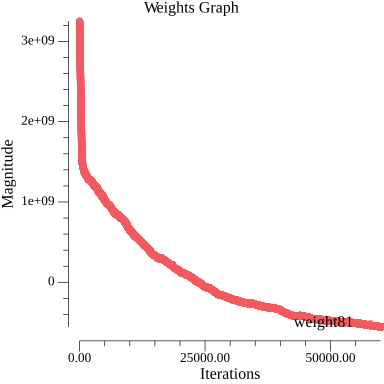 Weights Graph
3e+09
2e+09
1e+09
0
Magnitude
weight81
0.00
25000.00
50000.00
Iterations